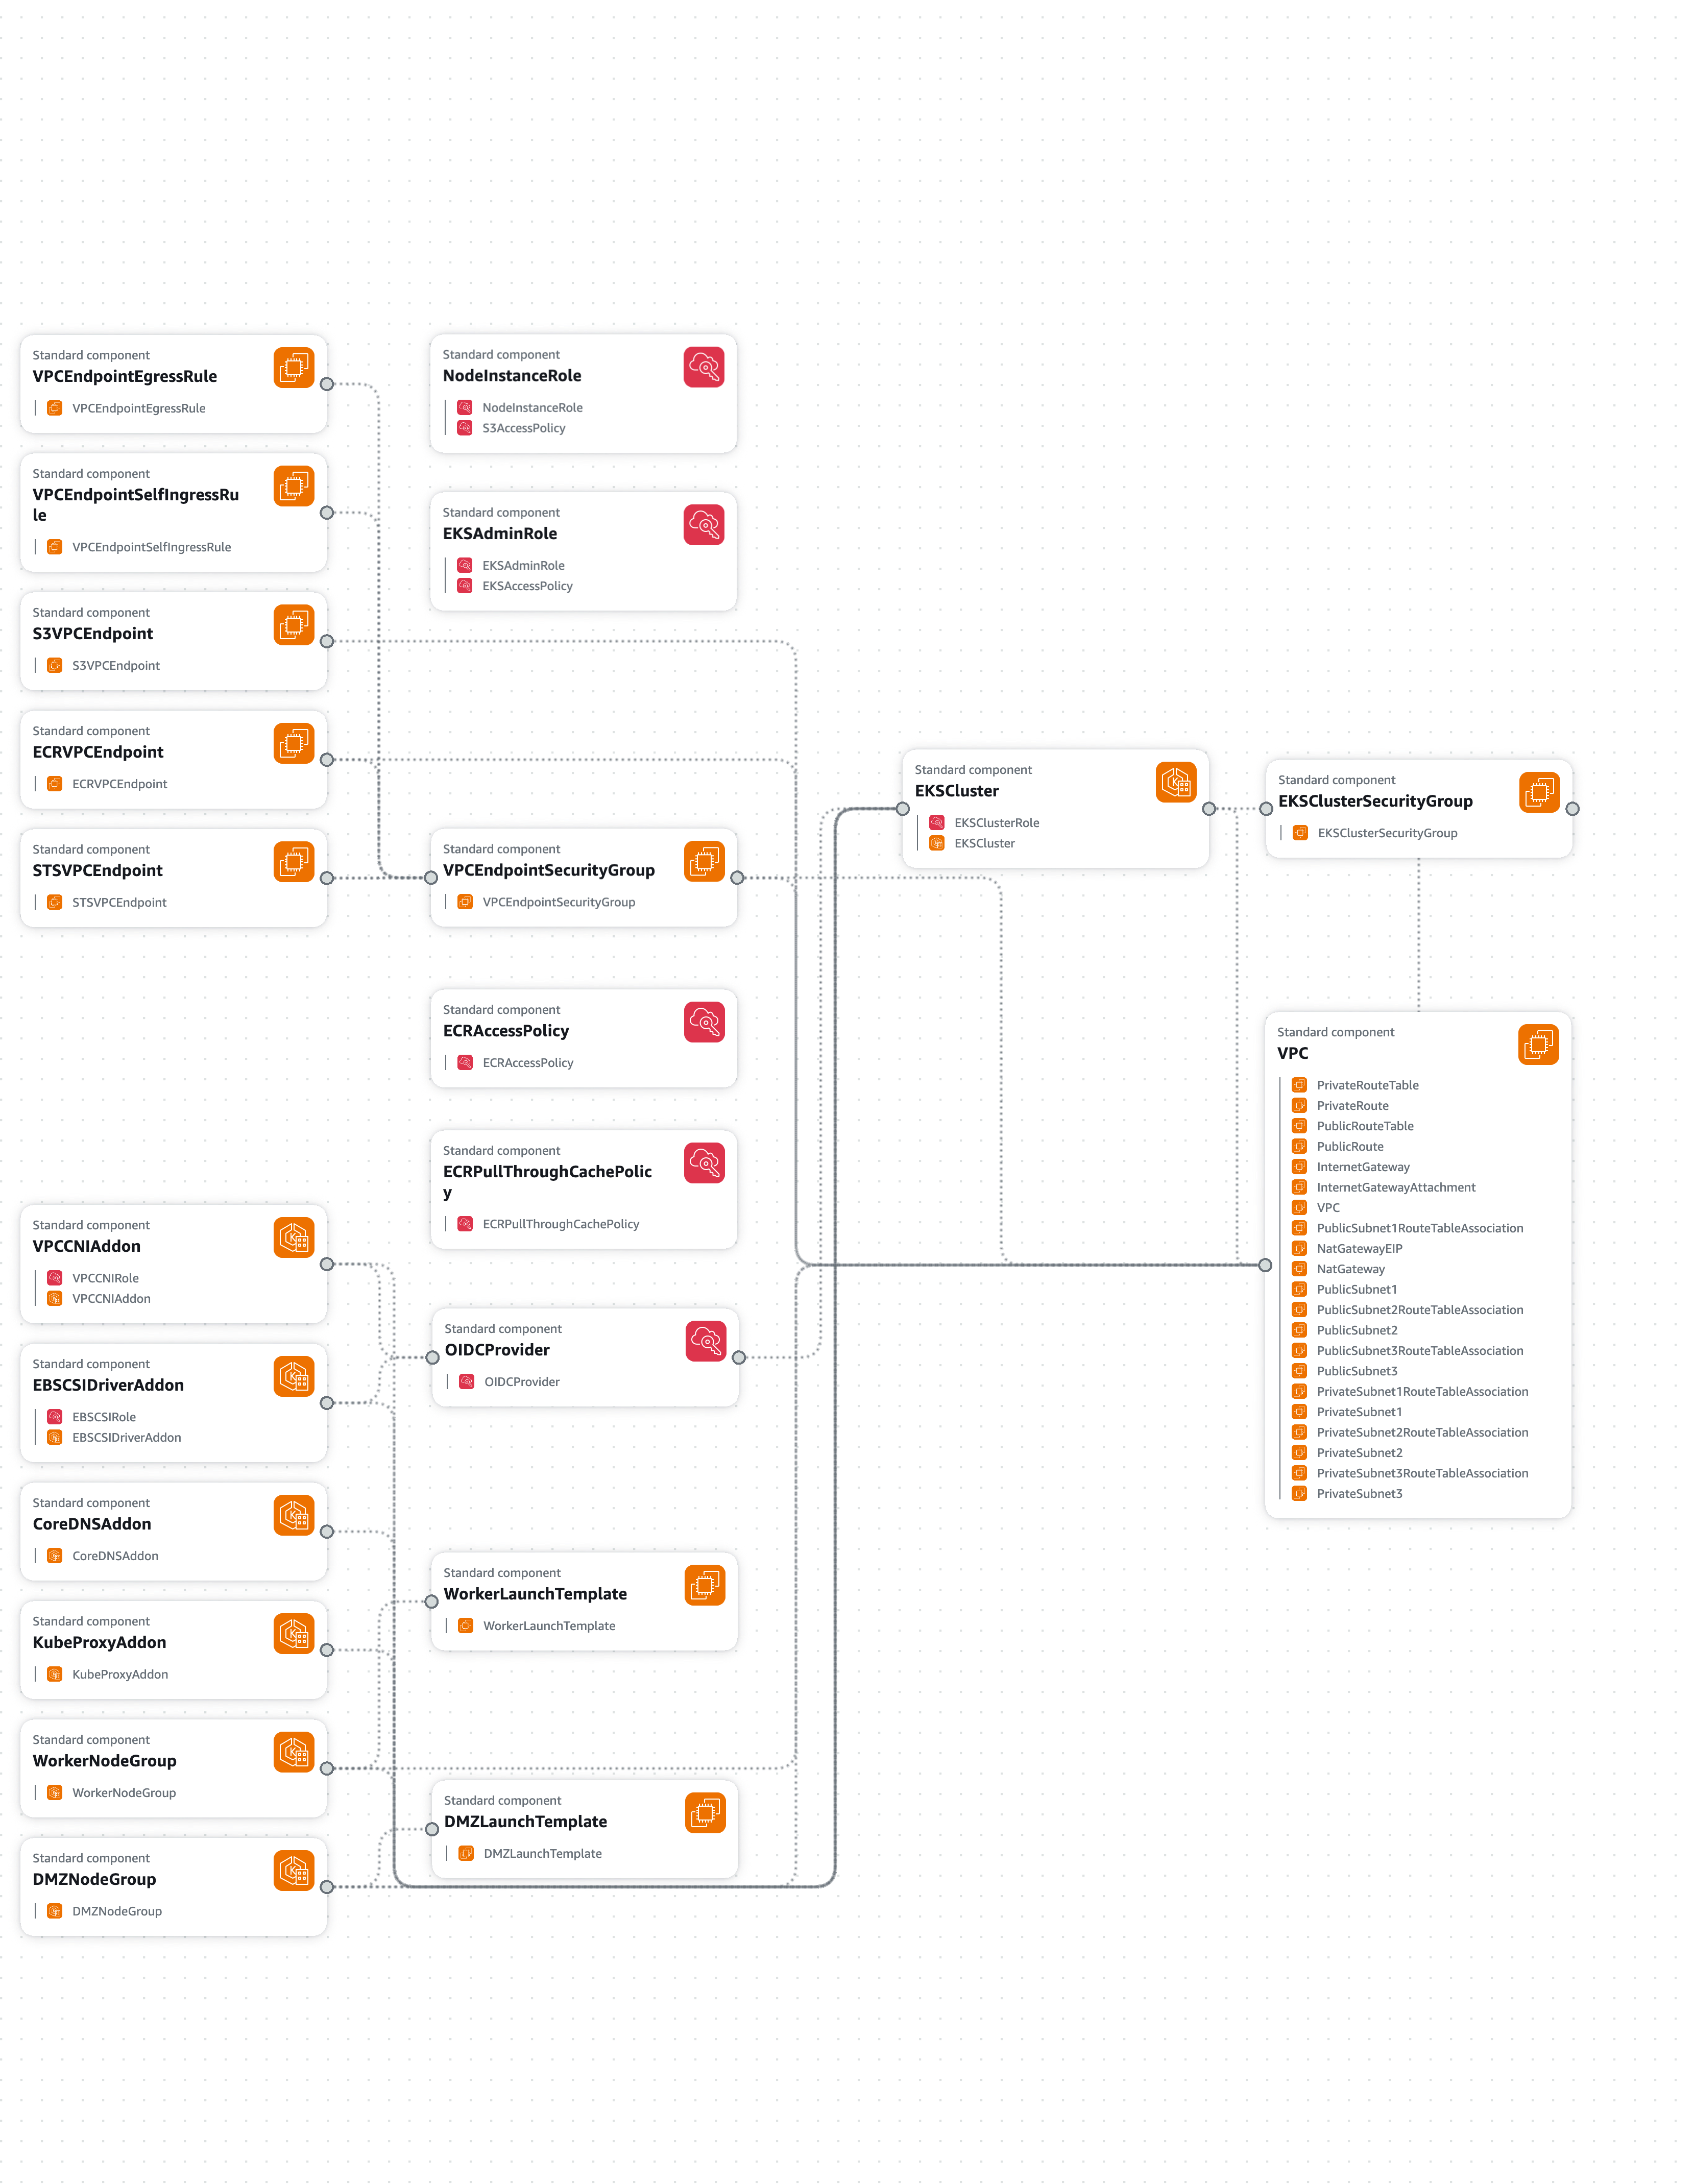 Standard component
VPCEndpointEgressRule
VPCEndpointEgressRule
Standard component
VPCEndpointSelfIngressRu
le
VPCEndpointSelfIngressRule
Standard component
S3VPCEndpoint
S3VPCEndpoint
Standard component
ECRVPCEndpoint
ECRVPCEndpoint
Standard component
STSVPCEndpoint
STSVPCEndpoint
Standard component
VPCCNIAddon
VPCCNIRole
VPCCNIAddon
Standard component
EBSCSIDriverAddon
EBSCSIRole
EBSCSIDriverAddon
Standard component
CoreDNSAddon
CoreDNSAddon
Standard component
KubeProxyAddon
KubeProxyAddon
Standard component
WorkerNodeGroup
WorkerNodeGroup
Standard component
DMZNodeGroup
DMZNodeGroup
Standard component
NodeInstanceRole
NodeInstanceRole
S3AccessPolicy
Standard component
EKSAdminRole
EKSAdminRole
EKSAccessPolicy
Standard component
VPCEndpointSecurityGroup
VPCEndpointSecurityGroup
Standard component
ECRAccessPolicy
ECRAccessPolicy
Standard component
ECRPullThroughCachePolic
y
ECRPullThroughCachePolicy
Standard component
OIDCProvider
OIDCProvider
Standard component
WorkerLaunchTemplate
WorkerLaunchTemplate
Standard component
DMZLaunchTemplate
DMZLaunchTemplate
Standard component
EKSCluster
EKSClusterRole
EKSCluster
Standard component
EKSClusterSecurityGroup
EKSClusterSecurityGroup
Standard component
VPC
PrivateRouteTable
PrivateRoute
PublicRouteTable
PublicRoute
InternetGateway
InternetGatewayAttachment
VPC
PublicSubnet1RouteTableAssociation
NatGatewayEIP
NatGateway
PublicSubnet1
PublicSubnet2RouteTableAssociation
PublicSubnet2
PublicSubnet3RouteTableAssociation
PublicSubnet3
PrivateSubnet1RouteTableAssociation
PrivateSubnet1
PrivateSubnet2RouteTableAssociation
PrivateSubnet2
PrivateSubnet3RouteTableAssociation
PrivateSubnet3